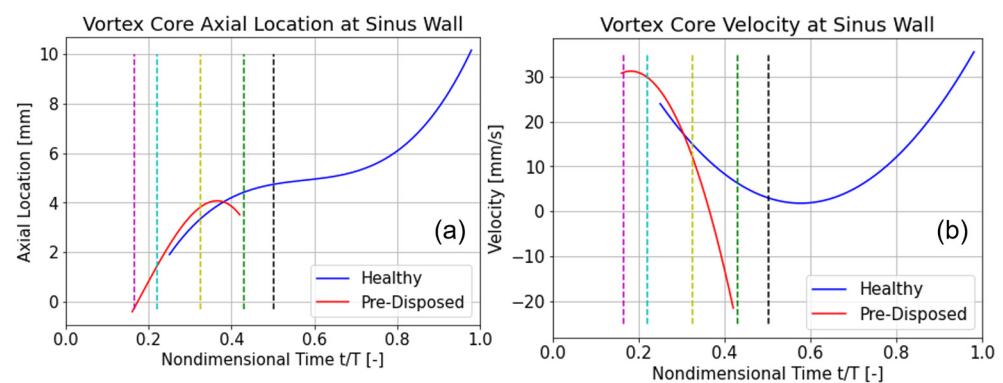 Vortex Core Axial Location at Sinus Wall
10
8
6
4
2
0
Axial Location [mm]
(a)
Healthy
Pre-Disposed
0.0 0.2 0.4 0.6 0.8 1.0
Nondimensional Time t/T [-]
Vortex Core Velocity at Sinus Wall
30
20
10
0
−10
−20
Velocity [mm/s]
(b)
Healthy
Pre-Disposed
0.0 0.2 0.4 0.6 0.8 1.0
Nondimensional Time t/T [-]